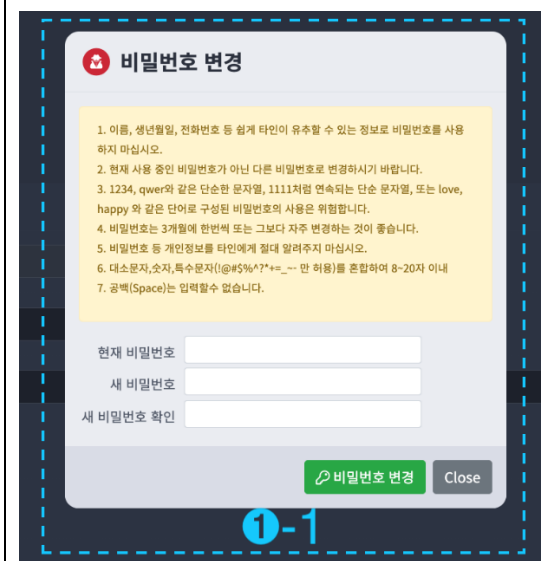 비밀번호 변경
1. 이름, 생년월일, 전화번호 등 쉽게 타인이 유추할 수 있는 정보로 비밀번호를 사용
하지 마십시오.
2. 현재 사용 중인 비밀번호가 아닌 다른 비밀번호로 변경하시기 바랍니다.
3. 1234, qwer와 같은 단순한 문자열, 1111처럼 연속되는 단순 문자열, 또는 love,
happy 와 같은 단어로 구성된 비밀번호의 사용은 위험합니다.
4. 비밀번호는 3개월에 한번씩 또는 그보다 자주 변경하는 것이 좋습니다.
5. 비밀번호 등 개인정보를 타인에게 절대 알려주지 마십시오.
6. 대소문자,숫자,특수문자(!@#$%^?*+=_~- 만 허용)를 혼합하여 8~20자 이내
7. 공백(Space)는 입력할수 없습니다.
현재 비밀번호
새 비밀번호
새 비밀번호 확인
비밀번호 변경 Close
❶-1